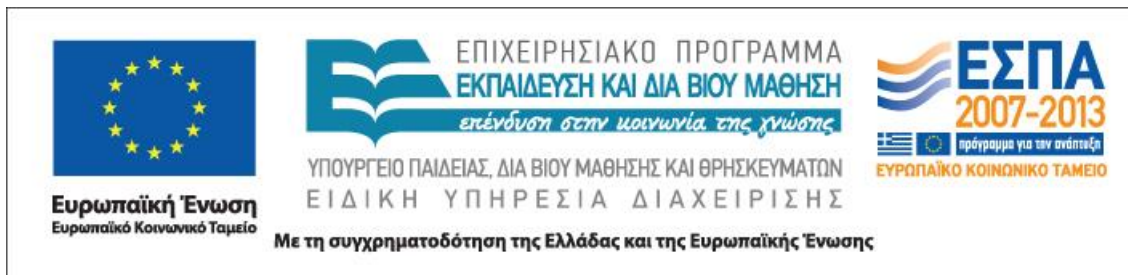 Ευρωπαϊκή Ένωση
Ευρωπαϊκό Κοινωνικό Ταμείο
ΕΠΙΧΕΙΡΗΣΙΑΚΟ ΠΡΟΓΡΑΜΜΑ
ΕΚΠΑΙΔΕΥΣΗ ΚΑΙ ΔΙΑ ΒΙΟΥ ΜΑΘΗΣΗ
επένδυση στην κοινωνία της γνώσης
ΥΠΟΥΡΓΕΙΟ ΠΑΙΔΕΙΑΣ, ΔΙΑ ΒΙΟΥ ΜΑΘΗΣΗΣ ΚΑΙ ΘΡΗΣΚΕΥΜΑΤΩΝ
ΕΙΔΙΚΗ ΥΠΗΡΕΣΙΑ ΔΙΑΧΕΙΡΙΣΗΣ
Με τη συγχρηματοδότηση της Ελλάδας και της Ευρωπαϊκής Ένωσης
ΕΣΠΑ
2007-2013
πρόγραμμα για την ανάπτυξη
ΕΥΡΩΠΑΪΚΟ ΚΟΙΝΩΝΙΚΟ ΤΑΜΕΙΟ